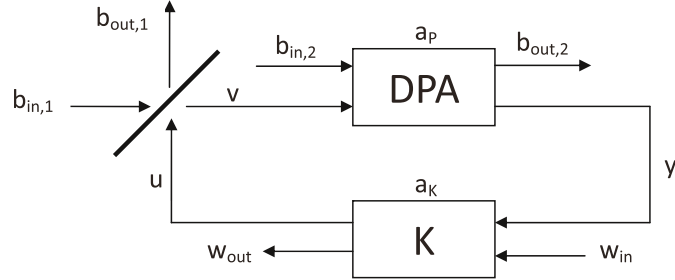 b_out,1
a_P
b_in,2
b_out,2
b_in,1
v
DPA
u
y
a_K
K
w_out
w_in